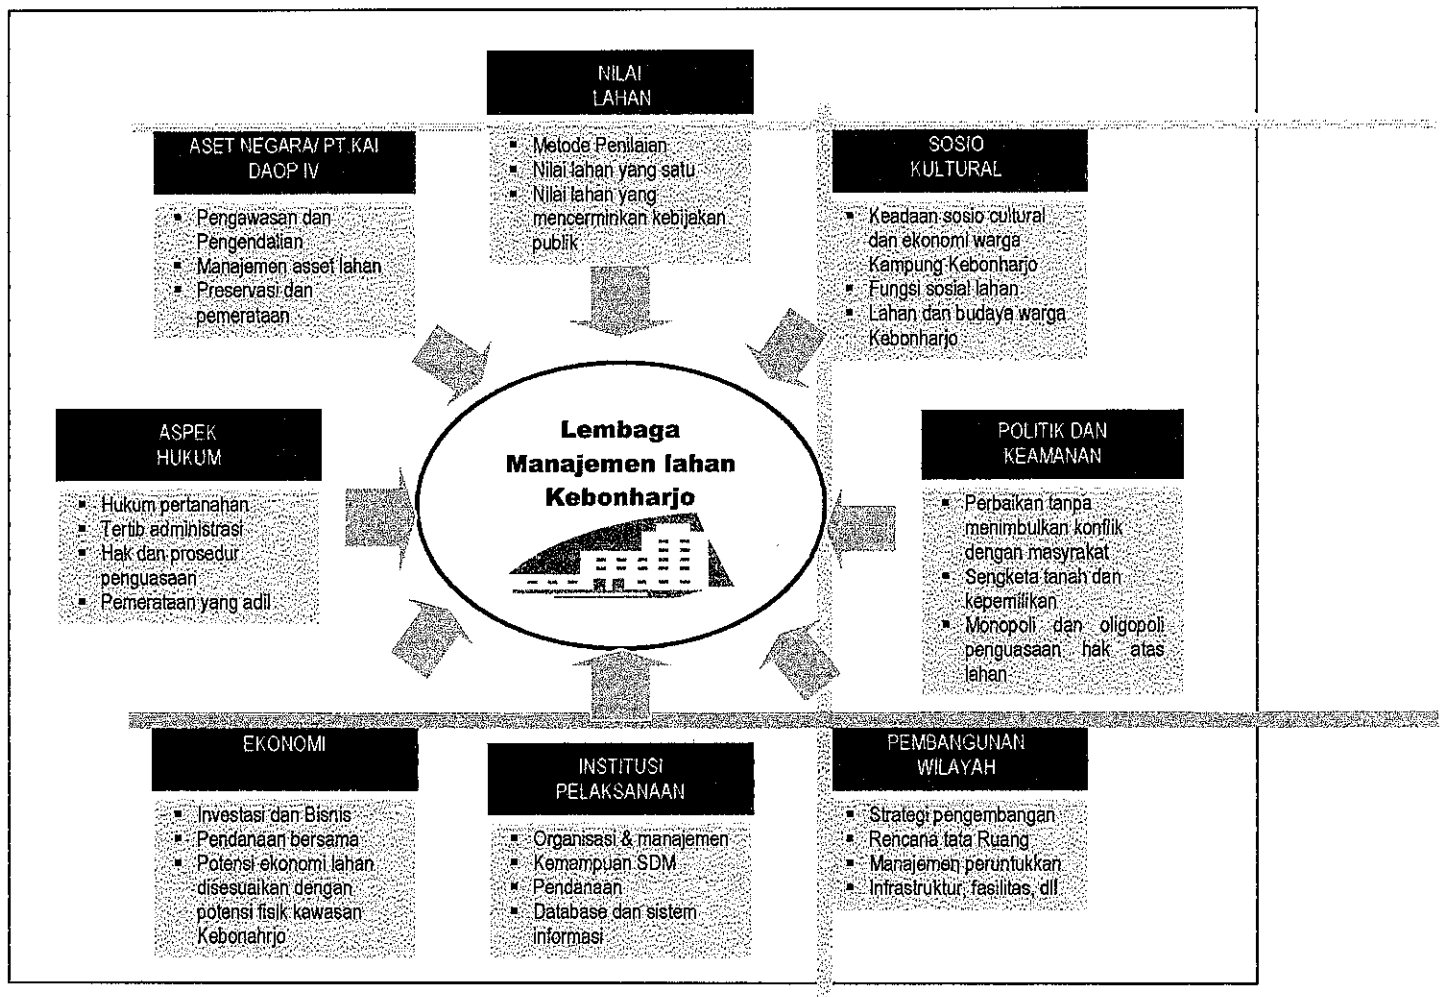 NILAI
LAHAN
▪ Metode Penilaian
▪ Nilai lahan yang satu
▪ Nilai lahan yang
mencerminkan kebijakan
publik
ASET NEGARA/ PT.KAI
DAOP IV
▪ Pengawasan dan
Pengendalian
▪ Manajemen asset lahan
▪ Preservasi dan
pemerataan
SOSIO
KULTURAL
▪ Keadaan sosio cultural
dan ekonomi warga
Kampung Kebonharjo
▪ Fungsi sosial lahan
▪ Lahan dan budaya warga
Kebonharjo
ASPEK
HUKUM
▪ Hukum pertanahan
▪ Tertib administrasi
▪ Hak dan prosedur
penguasaan
▪ Pemerataan yang adil
Lembaga
Manajemen lahan
Kebonharjo
POLITIK DAN
KEAMANAN
▪ Perbaikan tanpa
menimbulkan konflik
dengan masyrakat
▪ Sengketa tanah dan
kepemilikan
▪ Monopoli dan oligopoli
penguasaan hak atas
lahan
EKONOMI
▪ Investasi dan Bisnis
▪ Pendanaan bersama
▪ Potensi ekonomi lahan
disesuaikan dengan
potensi fisik kawasan
Kebonahrjo
INSTITUSI
PELAKSANAAN
▪ Organisasi & manajemen
▪ Kemampuan SDM
▪ Pendanaan
▪ Database dan sistem
informasi
PEMBANGUNAN
WILAYAH
▪ Strategi pengembangan
▪ Rencana tata Ruang
▪ Manajemen peruntukkan
▪ Infrastruktur, fasilitas, dll